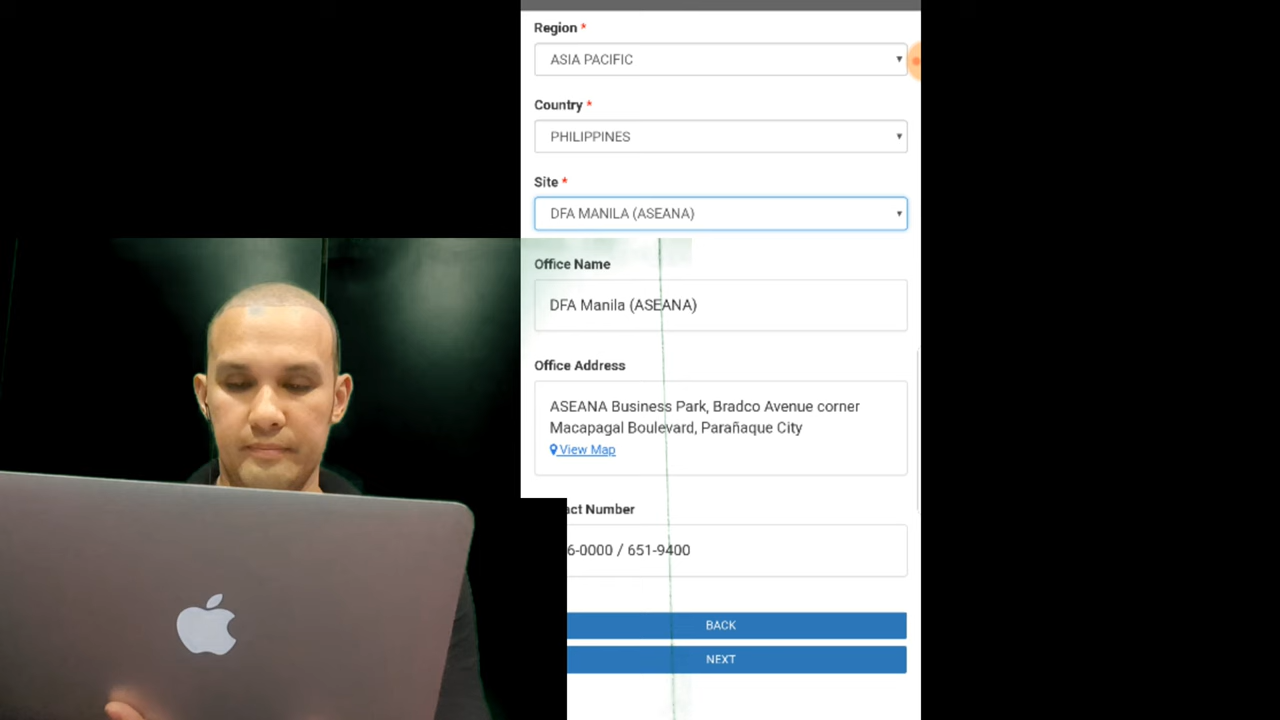 Region *
ASIA PACIFIC
Country *
PHILIPPINES
Site *
DFA MANILA (ASEANA)
Office Name
DFA Manila (ASEANA)
Office Address
ASEANA Business Park, Bradco Avenue corner
Macapagal Boulevard, Parañaque City
View Map
Number
6-0000 / 651-9400
BACK
NEXT